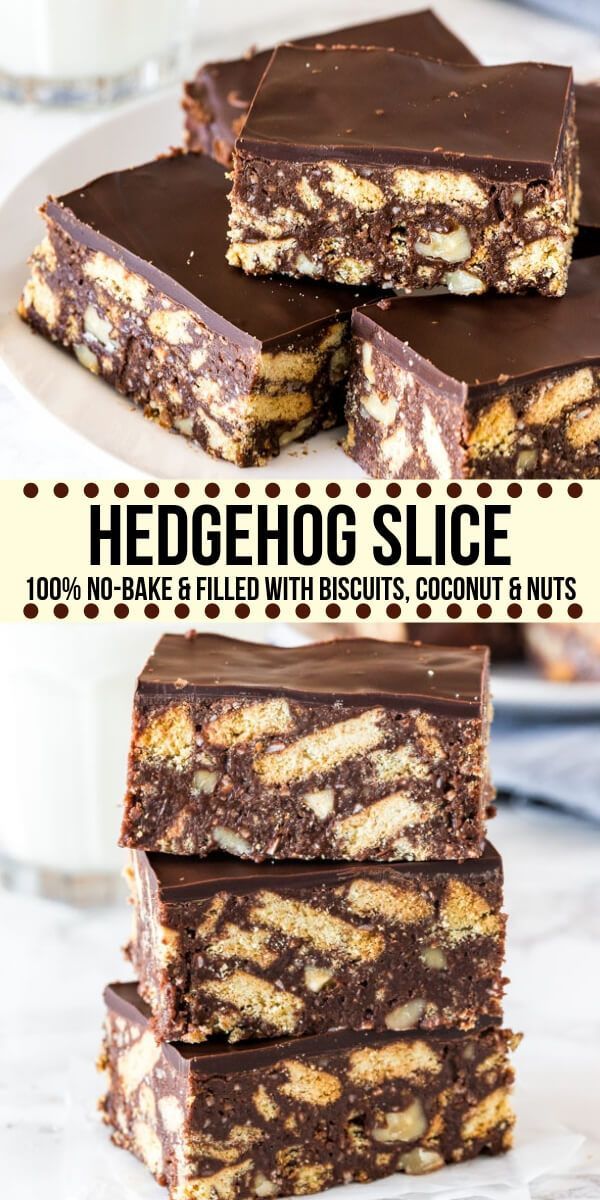 HEDGEHOG SLICE
100% NO-BAKE & FILLED WITH BISCUITS, COCONUT & NUTS